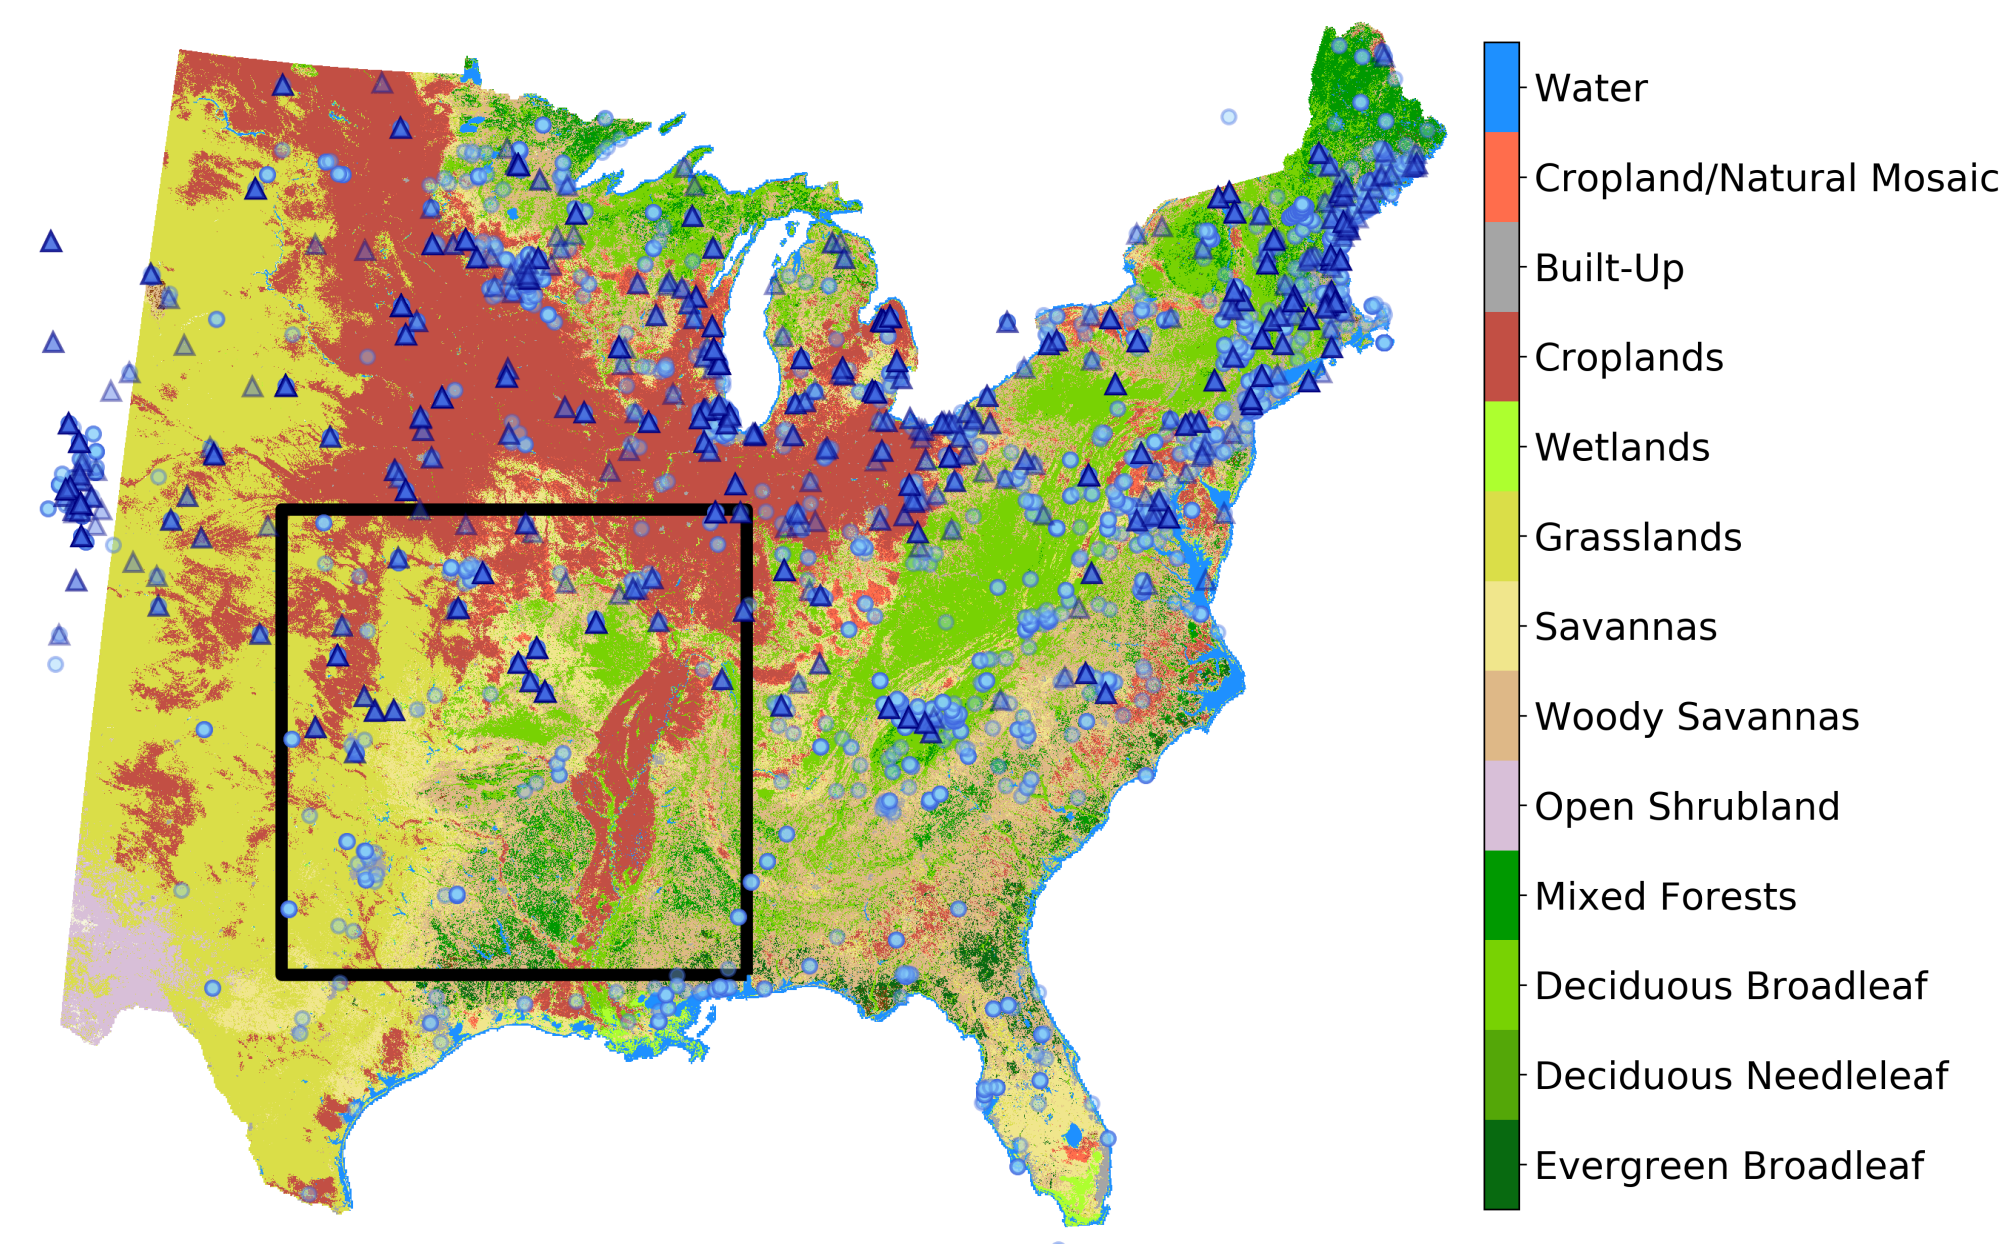 Water
Cropland/Natural Mosaic
Built-Up
Croplands
Wetlands
Grasslands
Savannas
Woody Savannas
Open Shrubland
Mixed Forests
Deciduous Broadleaf
Deciduous Needleleaf
Evergreen Broadleaf